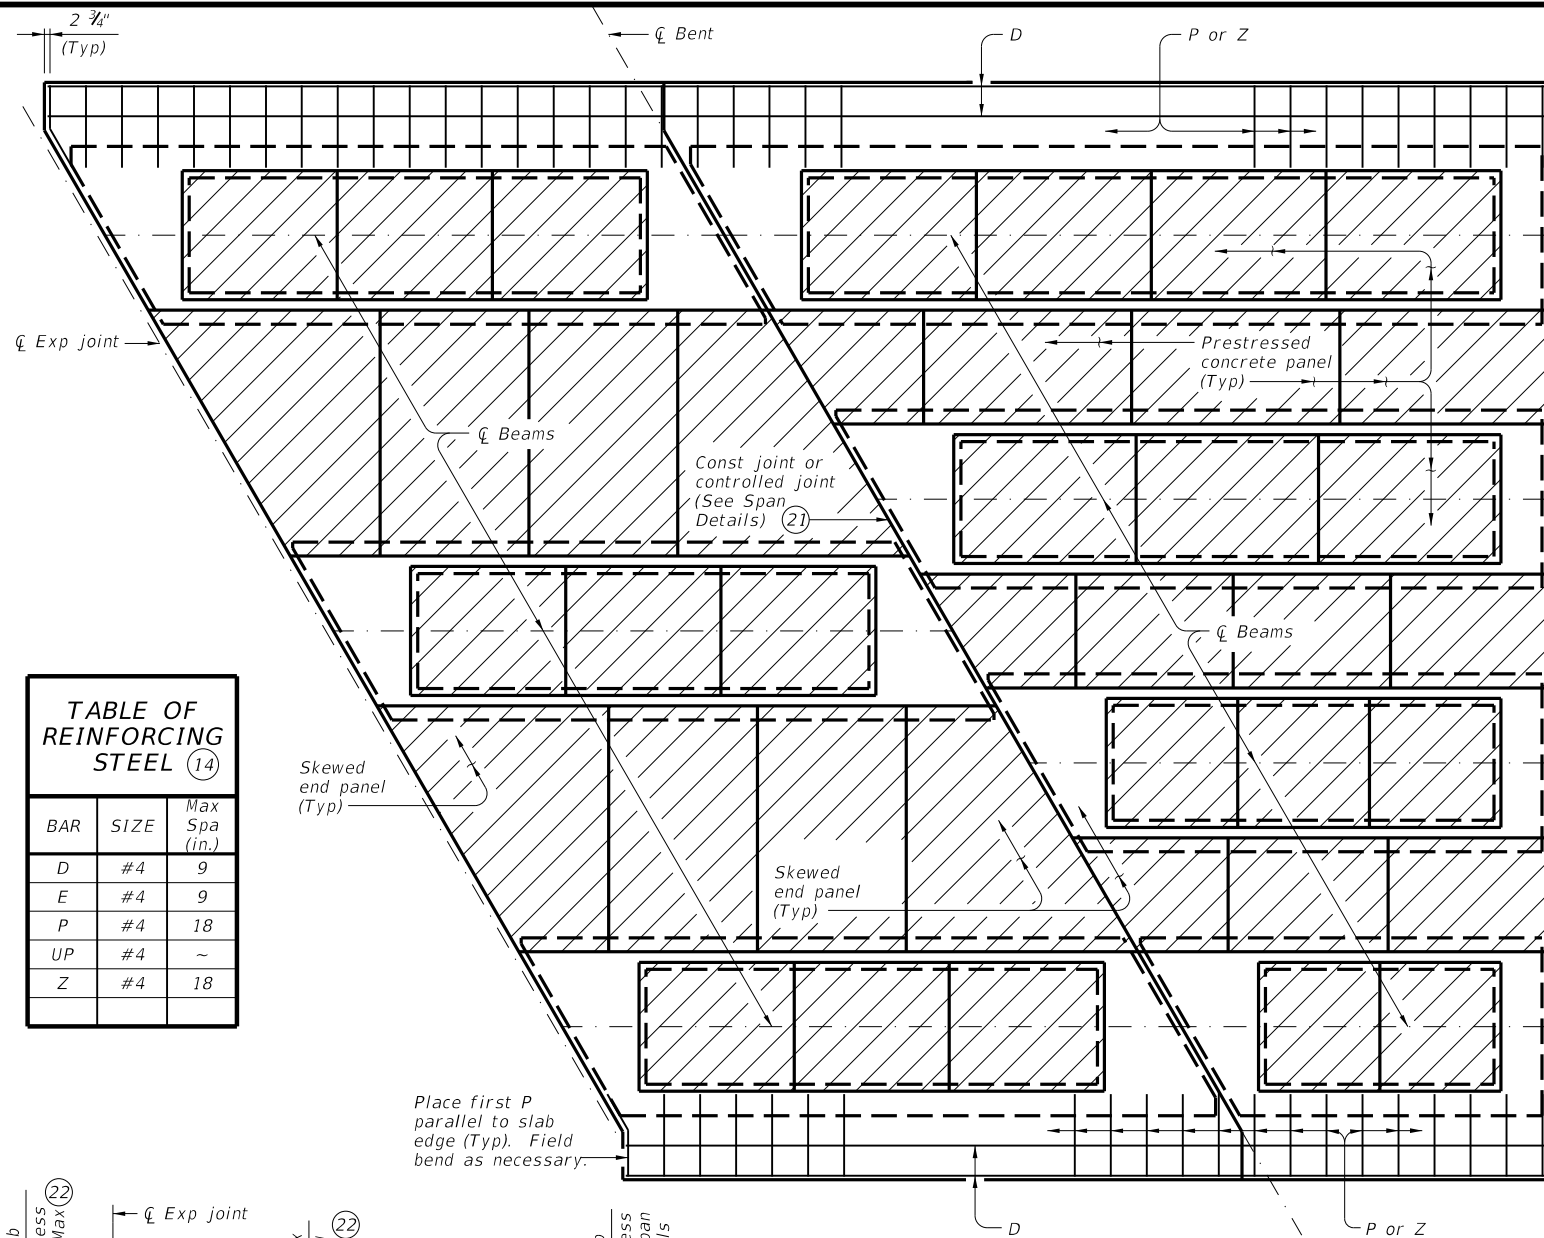 2 ¾"
(Typ)
℄ Bent
D
P or Z
℄ Exp joint
Prestressed
concrete panel
(Typ)
℄ Beams
Const joint or
controlled joint
(See Span
Details) 21
℄ Beams
TABLE OF
REINFORCING
STEEL 14
BAR SIZE Max Spa (in.)
D #4 9
E #4 9
P #4 18
UP #4 ~
Z #4 18
Skewed
end panel
(Typ)
Skewed
end panel
(Typ)
Place first P
parallel to slab
edge (Typ). Field
bend as necessary.
22
Max
℄ Exp joint
22
D
P or Z